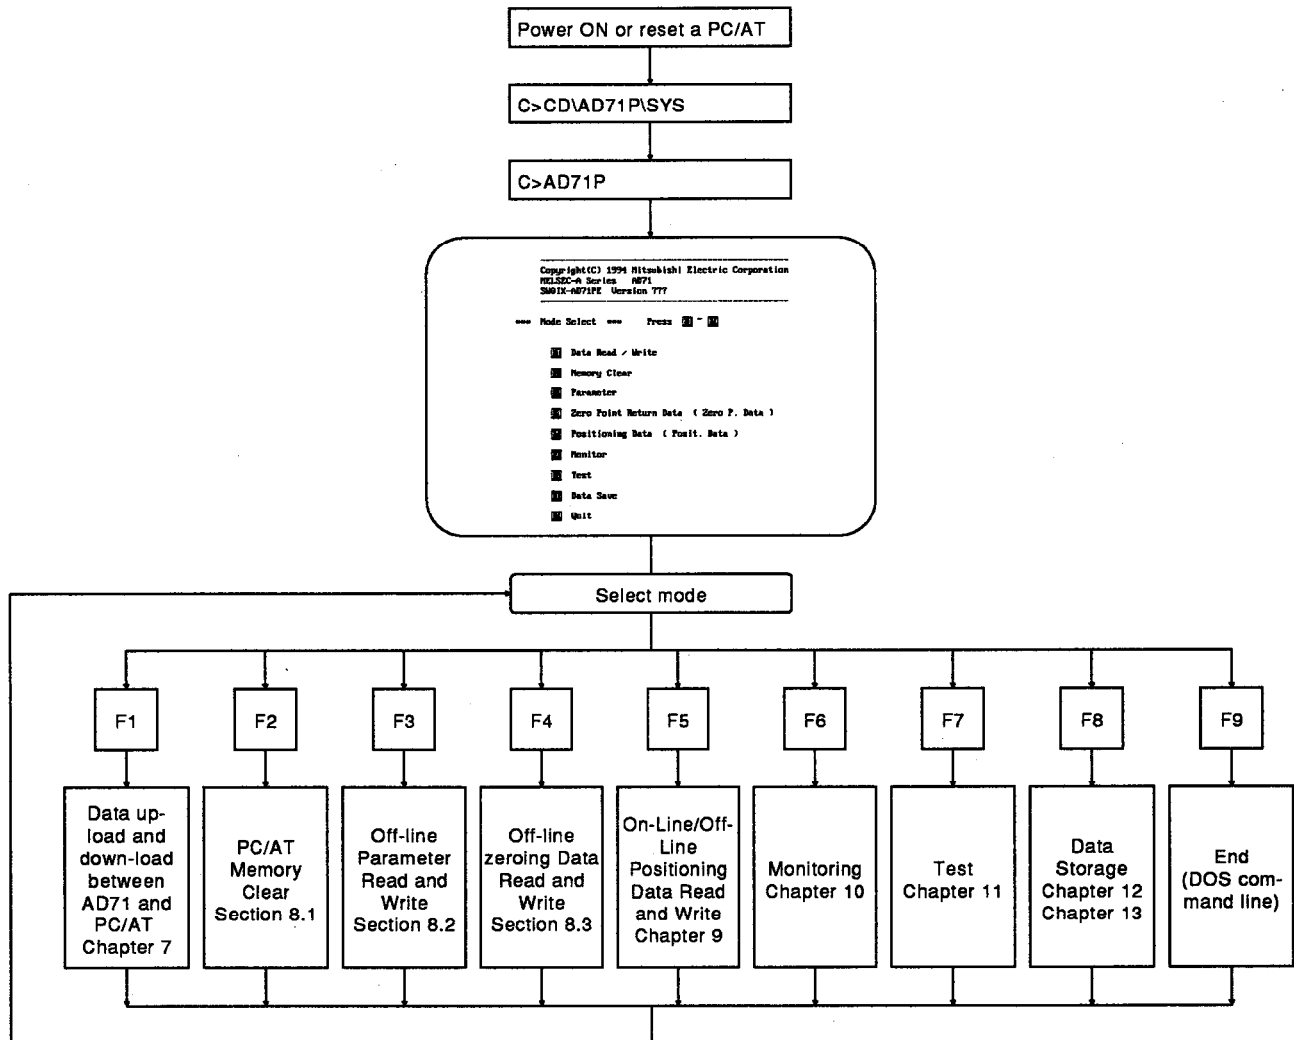 Power ON or reset a PC/AT
C>CD\AD71P\SYS
C>AD71P
Copyright(C) 1994 Mitsubishi Electric Corporation
MELSEC-A Series AD71
SW0IX-AD71PE Version ???
*** Mode Select *** Press ~
Data Read / Write
Memory Clear
Parameter
Zero Point Return Data ( Zero P. Data )
Positioning Data ( Posit. Data )
Monitor
Test
Data Save
Quit
Select mode
F1
F2
F3
F4
F5
F6
F7
F8
F9
Data up-
load and
down-load
between
AD71 and
PC/AT
Chapter 7
PC/AT
Memory
Clear
Section 8.1
Off-line
Parameter
Read and
Write
Section 8.2
Off-line
zeroing Data
Read and
Write
Section 8.3
On-Line/Off-
Line
Positioning
Data Read
and Write
Chapter 9
Monitoring
Chapter 10
Test
Chapter 11
Data
Storage
Chapter 12
Chapter 13
End
(DOS com-
mand line)